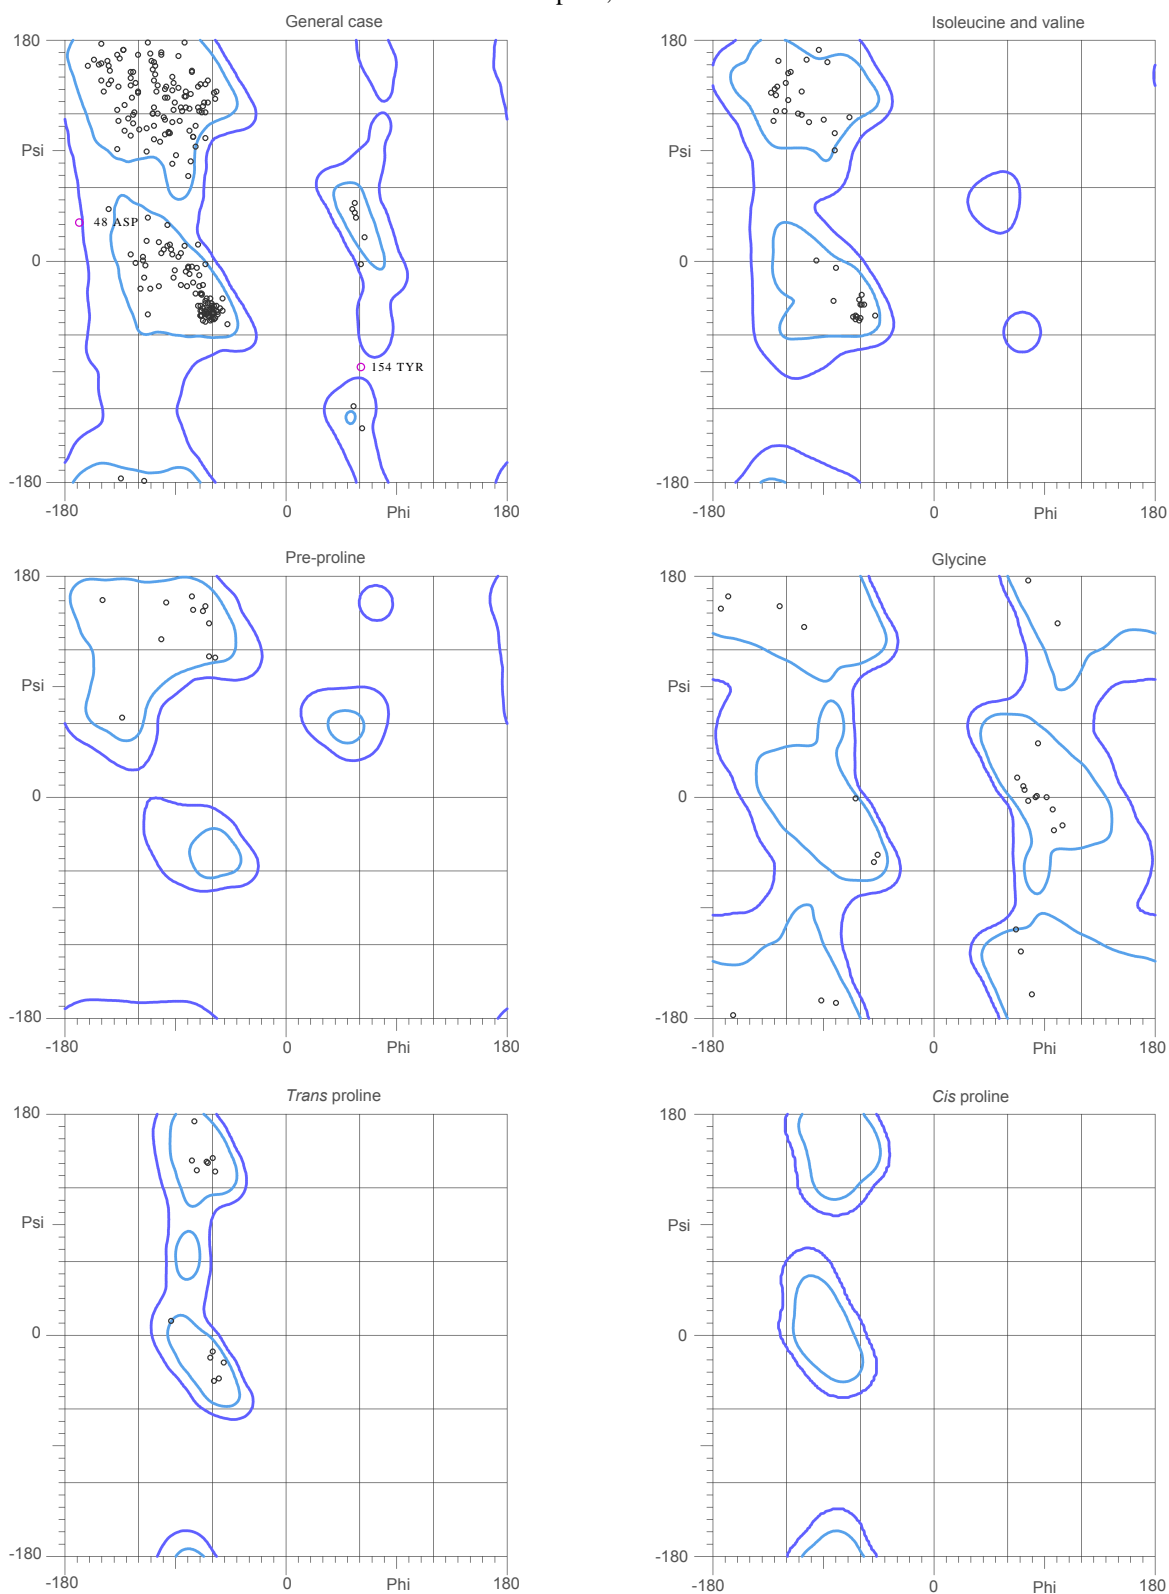 General case
Isoleucine and valine
180
180
Psi
Psi
48 ASP
0
0
154 TYR
-180
-180
-180
0
Phi
180
-180
0
Phi
180
Pre-proline
Glycine
180
180
Psi
Psi
0
0
-180
-180
-180
0
Phi
180
-180
0
Phi
180
Trans proline
Cis proline
180
180
Psi
Psi
0
0
-180
-180
-180
0
Phi
180
-180
0
Phi
180